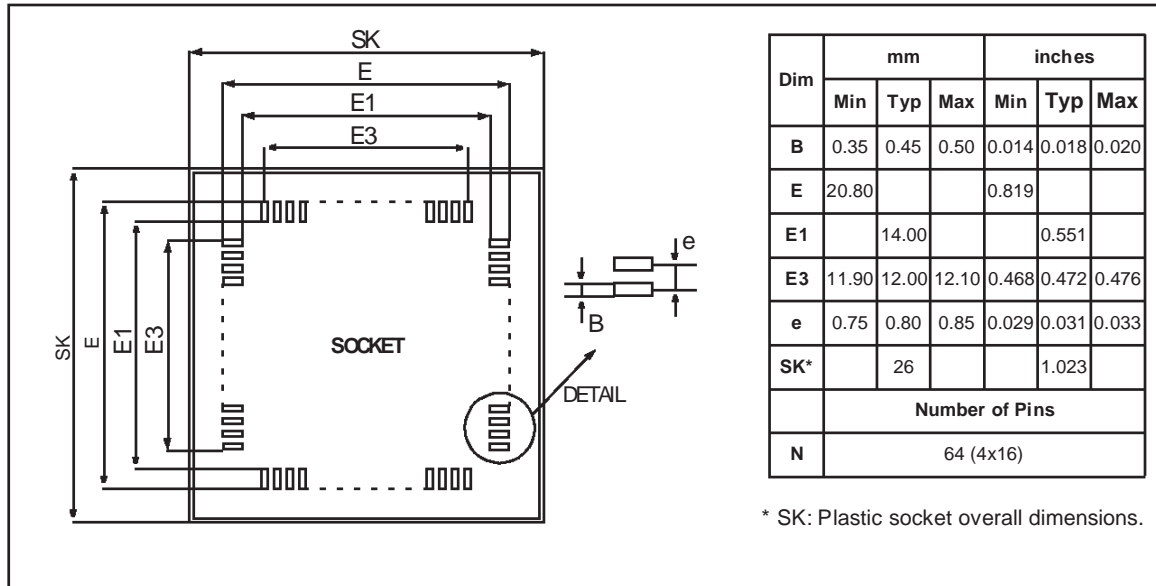 SK
E
E1
E3
SK
E
E1
E3
SOCKET
e
B
DETAIL
Dim mm inches
Min Typ Max Min Typ Max
B 0.35 0.45 0.50 0.014 0.018 0.020
E 20.80 0.819
E1 14.00 0.551
E3 11.90 12.00 12.10 0.468 0.472 0.476
e 0.75 0.80 0.85 0.029 0.031 0.033
SK* 26 1.023
Number of Pins
N 64 (4x16)
* SK: Plastic socket overall dimensions.